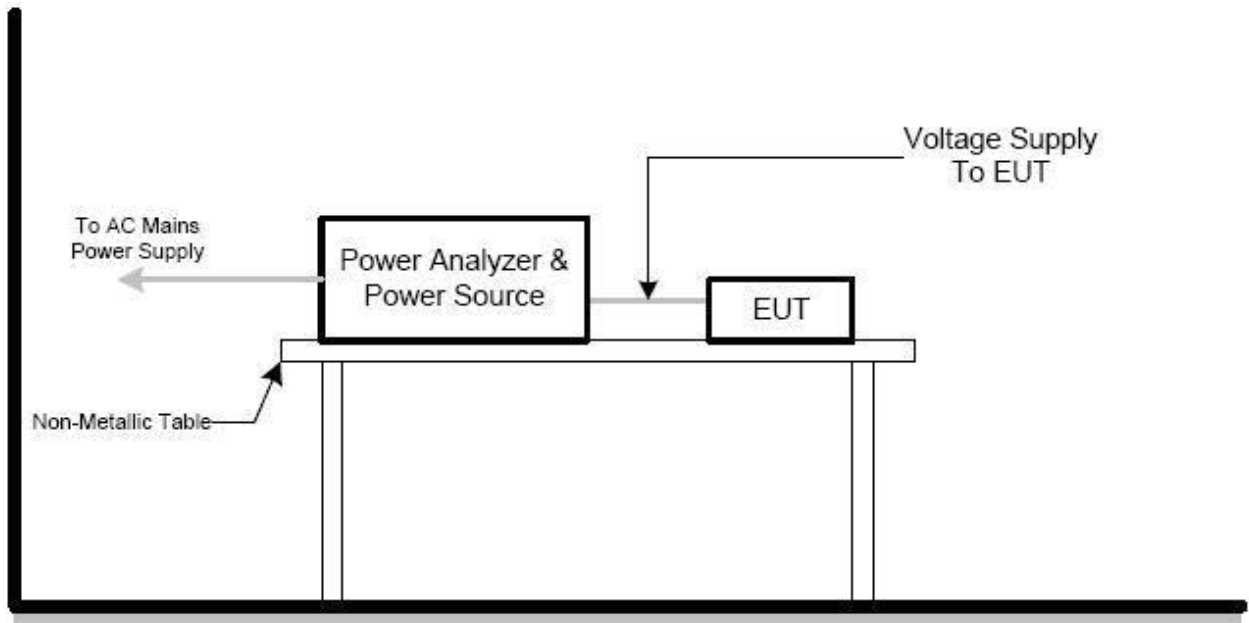 Voltage Supply
To EUT
To AC Mains
Power Supply
Power Analyzer &
Power Source
EUT
Non-Metallic Table